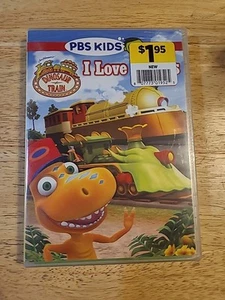 PBS KIDS
$1.95
NEW
DINOSAUR
TRAIN
I Love